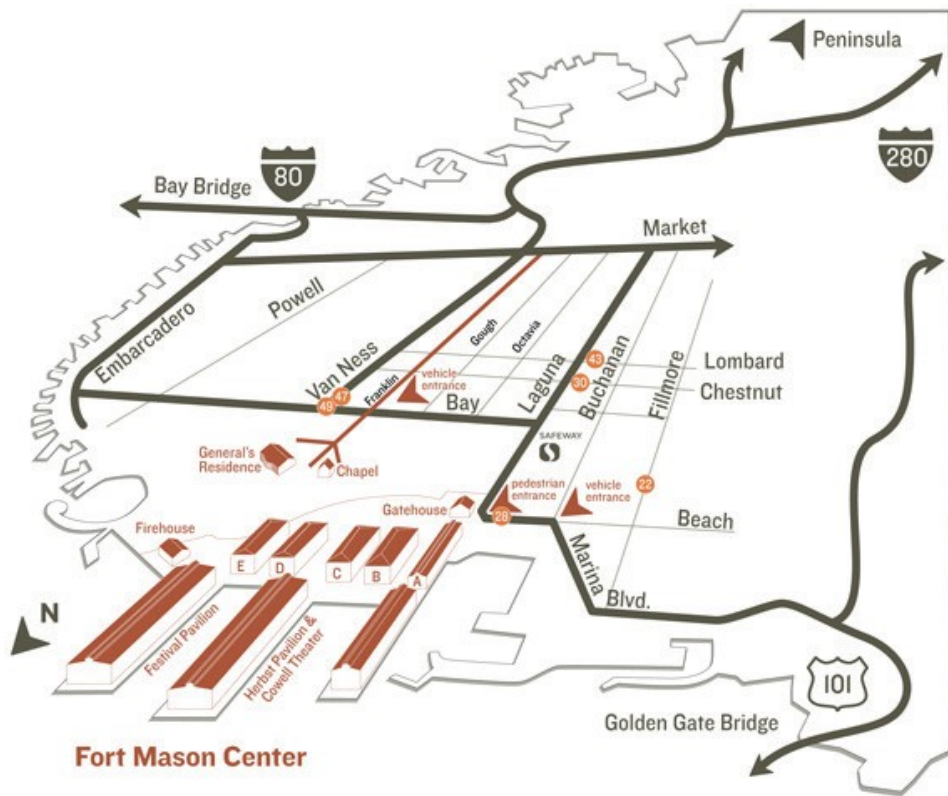 Peninsula
280
80
Bay Bridge
Market
Powell
Embarcadero
Gough
Octavia
Van Ness
Franklin
vehicle
entrance
Laguna
Buchanan
Fillmore
43
Lombard
30
Chestnut
47
49
Bay
SAFEWAY
General's
Residence
Chapel
22
pedestrian
entrance
vehicle
entrance
Gatehouse
28
Beach
Firehouse
E
D
C
B
A
Marina
Blvd.
N
Festival Pavilion
Herbst Pavilion &
Cowell Theater
101
Golden Gate Bridge
Fort Mason Center